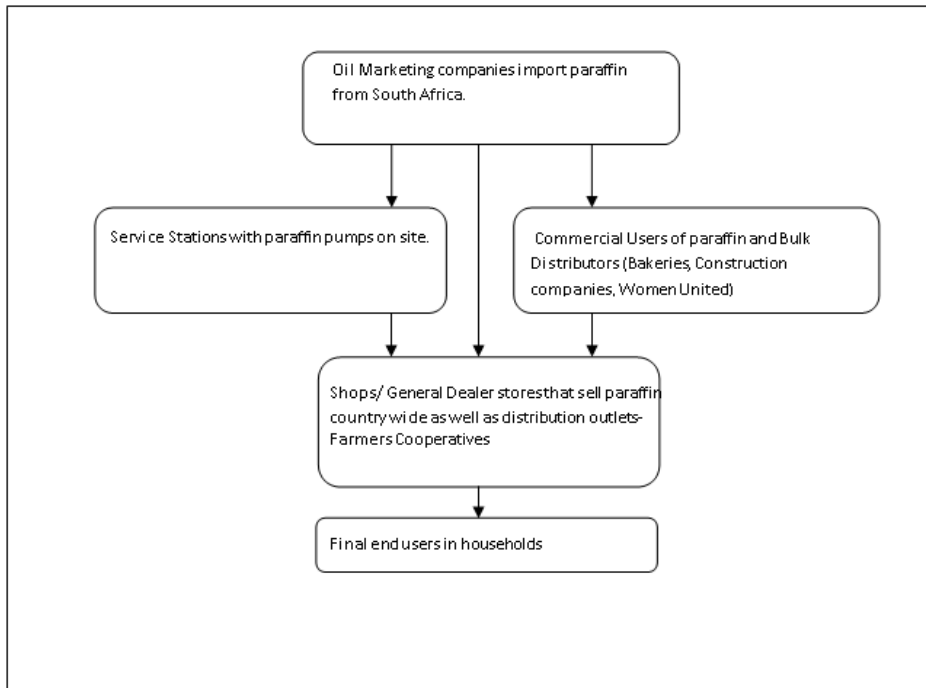 Oil Marketing companies import paraffin
from South Africa.
Service Stations with paraffin pumps on site.
Commercial Users of paraffin and Bulk
Distributors (Bakeries, Construction
companies, Women United)
Shops/ General Dealer stores that sell paraffin
country wide as well as distribution outlets-
Farmers Cooperatives
Final end users in households